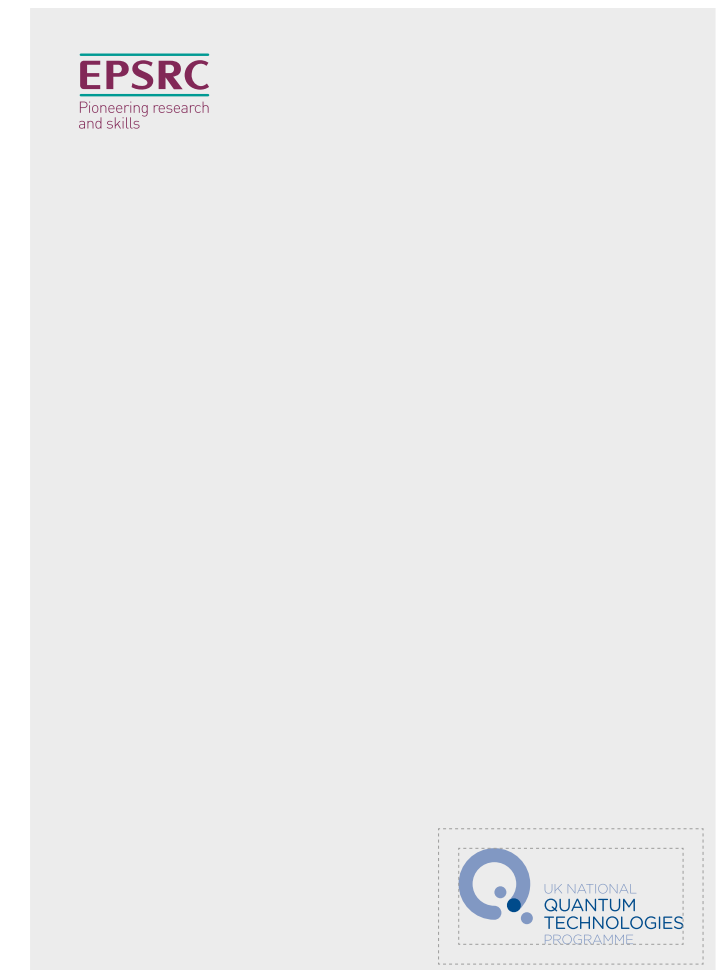 EPSRC
Pioneering research
and skills
UK NATIONAL
QUANTUM
TECHNOLOGIES
PROGRAMME